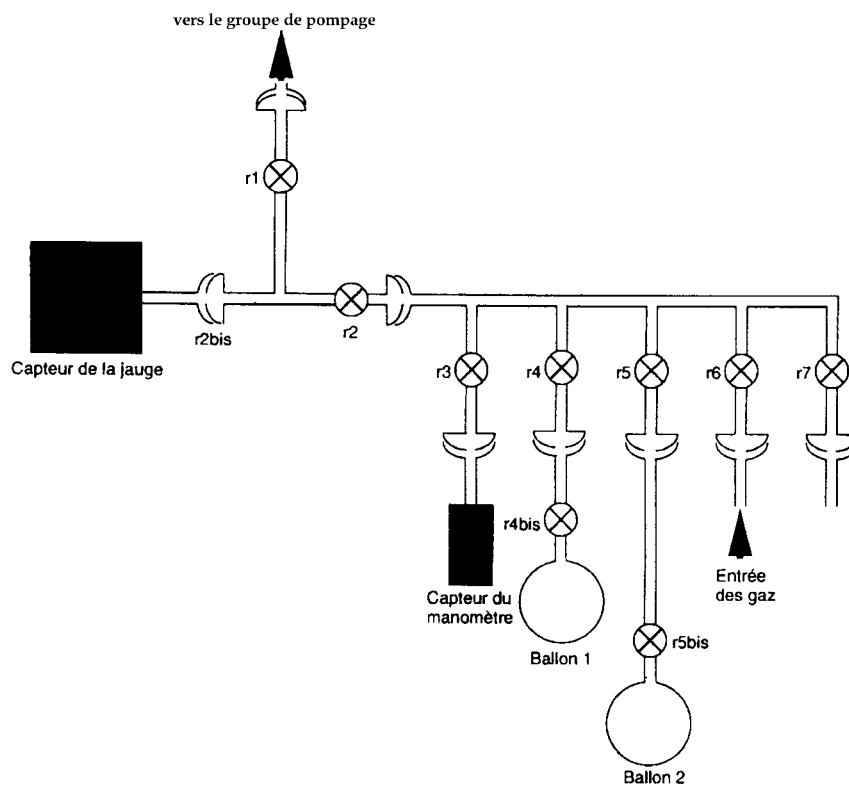 vers le groupe de pompage
r1
r2bis
r2
Capteur de la jauge
r3
r4
r5
r6
r7
r4bis
Capteur du
manomètre
Entrée
des gaz
Ballon 1
r5bis
Ballon 2